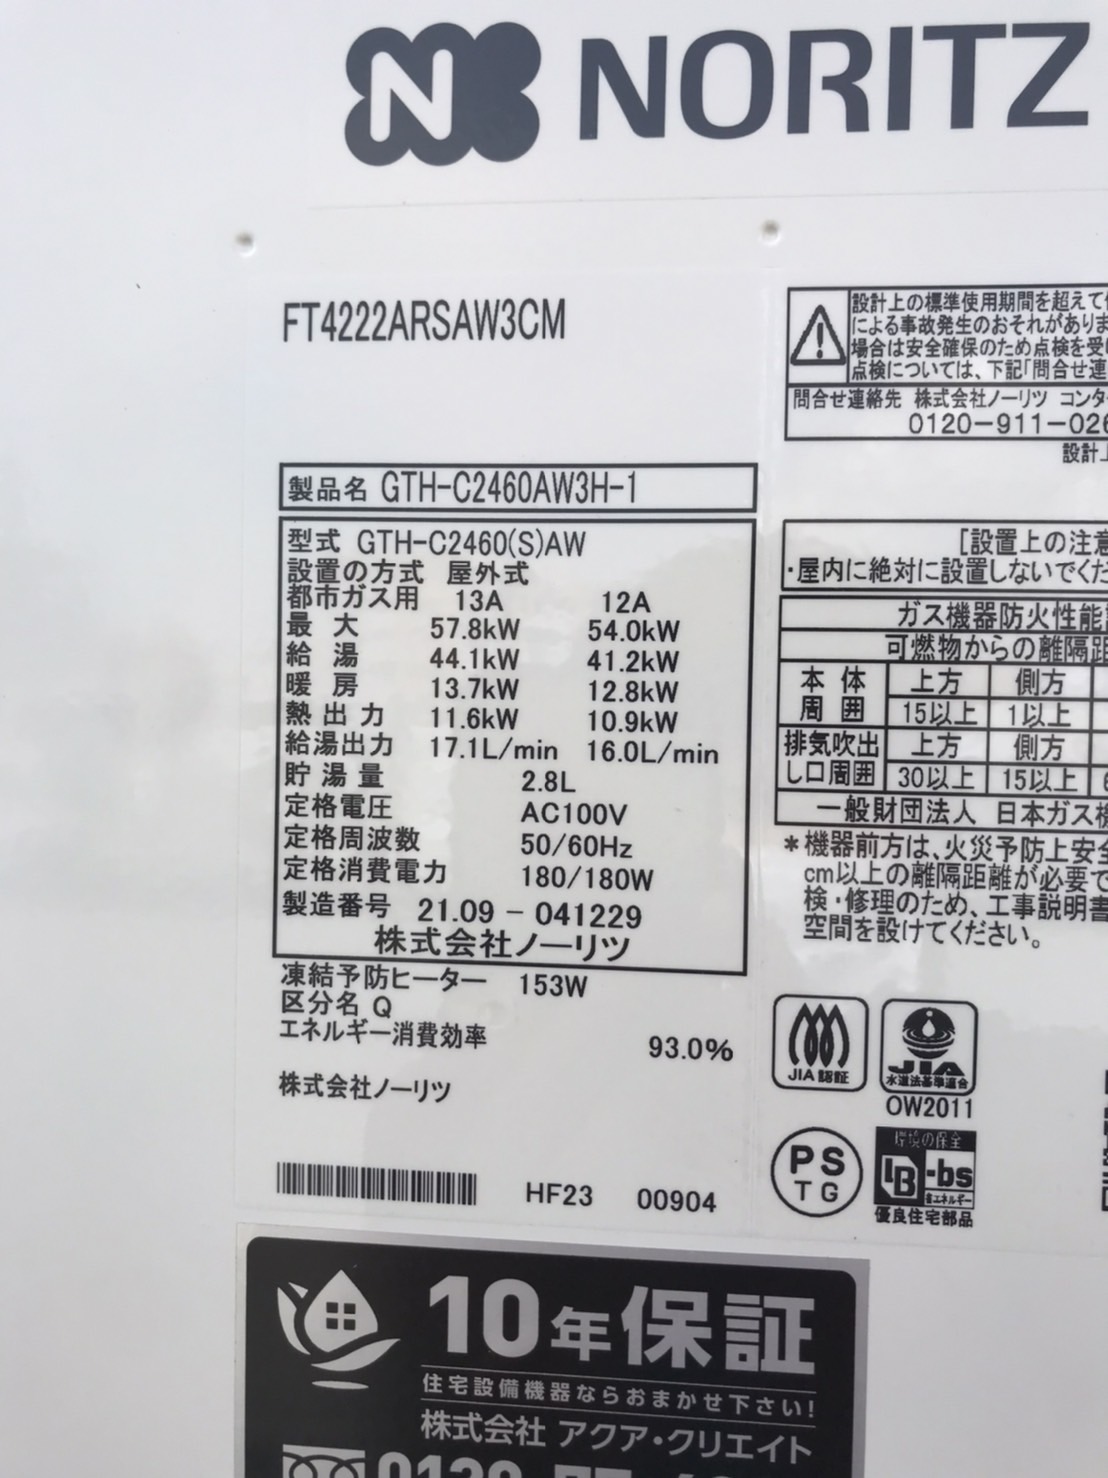 NORITZ
FT4222ARSAW3CM
製品名 GTH-C2460AW3H-1
型式 GTH-C2460(S)AW
設置の方式 屋外式
都市ガス用 13A 12A
最大 57.8kW 54.0kW
給湯 44.1kW 41.2kW
暖房 13.7kW 12.8kW
熱出力 11.6kW 10.9kW
給湯出力 17.1L/min 16.0L/min
貯湯量 2.8L
定格電圧 AC100V
定格周波数 50/60Hz
定格消費電力 180/180W
製造番号 21.09 - 041229
株式会社ノーリツ
凍結予防ヒーター 153W
区分名 Q
エネルギー消費効率 93.0%
株式会社ノーリツ
HF23 00904
設計上の標準使用期間を超えて
による事故発生のおそれがありま
場合は安全確保のため点検を受
点検については、下記「問合せ連
問合せ連絡先 株式会社ノーリツ コンタ
0120-911-026
設計上
[設置上の注意
・屋内に絶対に設置しないでくだ
ガス機器防火性能
可燃物からの離隔距
本体周囲 上方 側方
15以上 1以上
排気吹出し口周囲 上方 側方
30以上 15以上
一般財団法人 日本ガス機
*機器前方は、火災予防上安全
cm以上の離隔距離が必要で
検・修理のため、工事説明書
空間を設けてください。
JIA 認証
JIA
水道法基準適合
OW2011
PS
TG
環境の保全
BL-bs
省エネルギー
優良住宅部品
10年保証
住宅設備機器ならおまかせ下さい!
株式会社 アクア・クリエイト